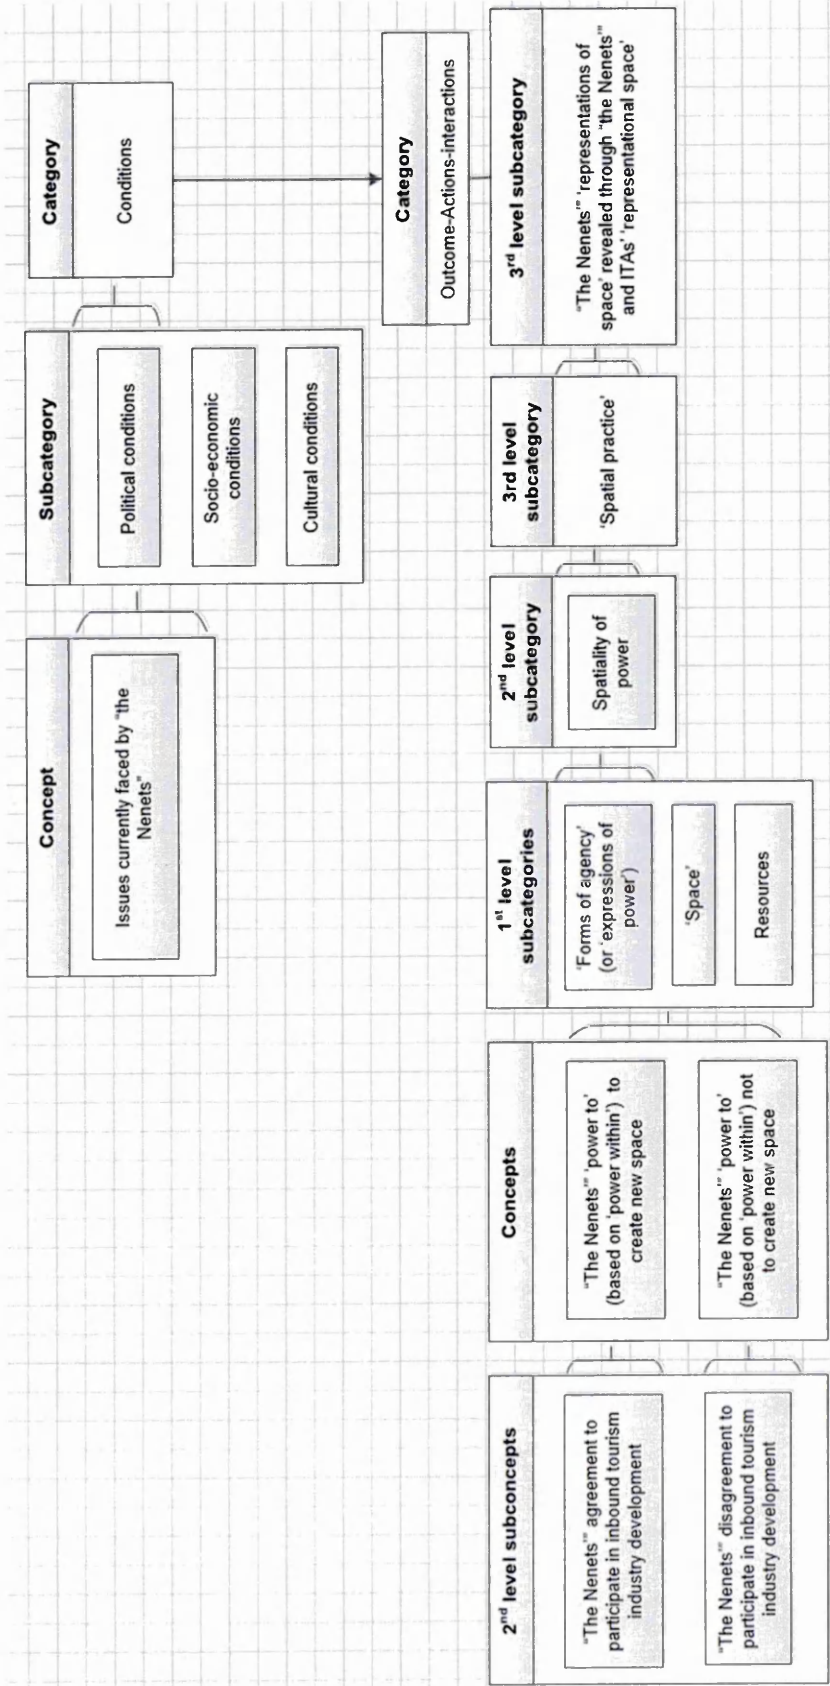 Concept
Issues currently faced by "the
Nenets"
Subcategory
Political conditions
Socio-economic
conditions
Cultural conditions
Category
Conditions
Category
Outcome-Actions-interactions
2nd level subconcepts
"The Nenets'" agreement to
participate in inbound tourism
industry development
"The Nenets'" disagreement to
participate in inbound tourism
industry development
Concepts
"The Nenets'" 'power to'
(based on 'power within') to
create new space
"The Nenets'" 'power to'
(based on 'power within') not
to create new space
1st level
subcategories
'Forms of agency'
(or 'expressions of
power')
'Space'
Resources
2nd level
subcategory
Spatiality of
power
3rd level
subcategory
'Spatial practice'
3rd level subcategory
"The Nenets'" 'representations of
space' revealed through "the Nenets'"
and ITAs' 'representational space'